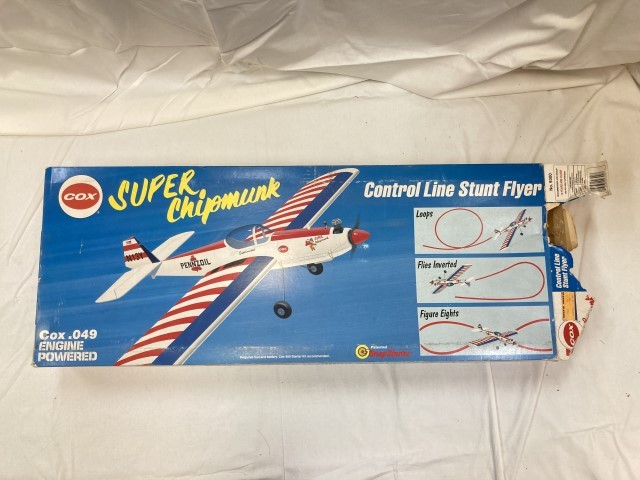 COX
SUPER
Chipmunk
Control Line Stunt Flyer
Loops
Flies Inverted
Figure Eights
PENNZOIL
COX
Cox .049
ENGINE
POWERED
Control Line
Stunt Flyer
COX